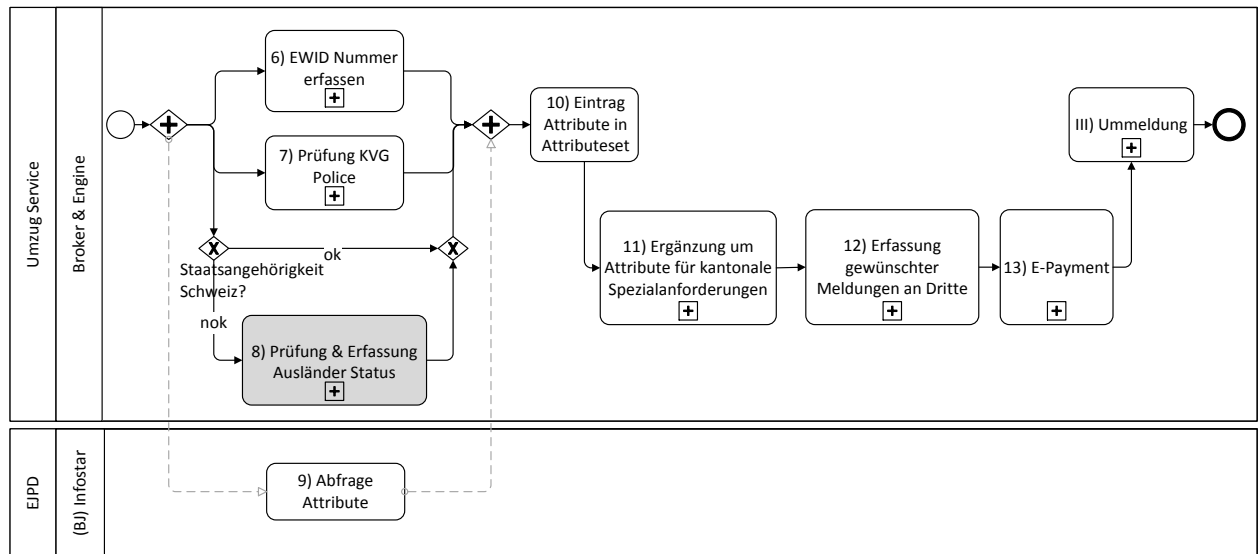 Umzug Service
Broker & Engine
6) EWID Nummer
erfassen
7) Prüfung KVG
Police
ok
Staatsangehörigkeit
Schweiz?
nok
8) Prüfung & Erfassung
Ausländer Status
10) Eintrag
Attribute in
Attributeset
11) Ergänzung um
Attribute für kantonale
Spezialanforderungen
12) Erfassung
gewünschter
Meldungen an Dritte
13) E-Payment
III) Ummeldung
EJPD
(BJ) Infostar
9) Abfrage
Attribute